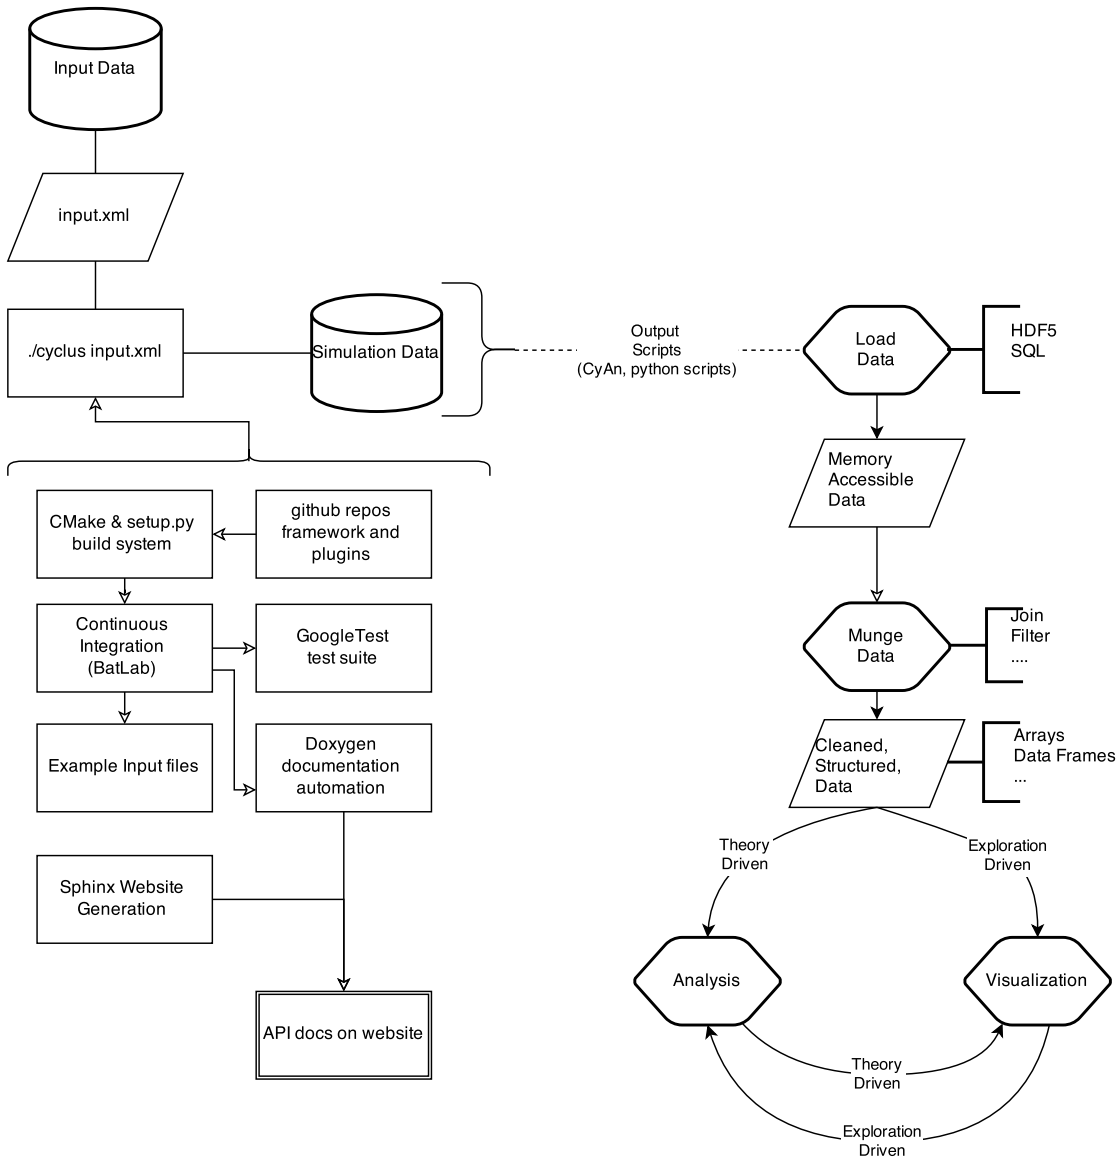 Input Data
input.xml
./cyclus input.xml
Simulation Data
Output
Scripts
(CyAn, python scripts)
Load
Data
HDF5
SQL
Memory
Accessible
Data
CMake & setup.py
build system
github repos
framework and
plugins
Continuous
Integration
(BatLab)
GoogleTest
test suite
Munge
Data
Join
Filter
....
Example Input files
Doxygen
documentation
automation
Cleaned,
Structured,
Data
Arrays
Data Frames
...
Theory
Driven
Exploration
Driven
Sphinx Website
Generation
Analysis
Visualization
API docs on website
Theory
Driven
Exploration
Driven